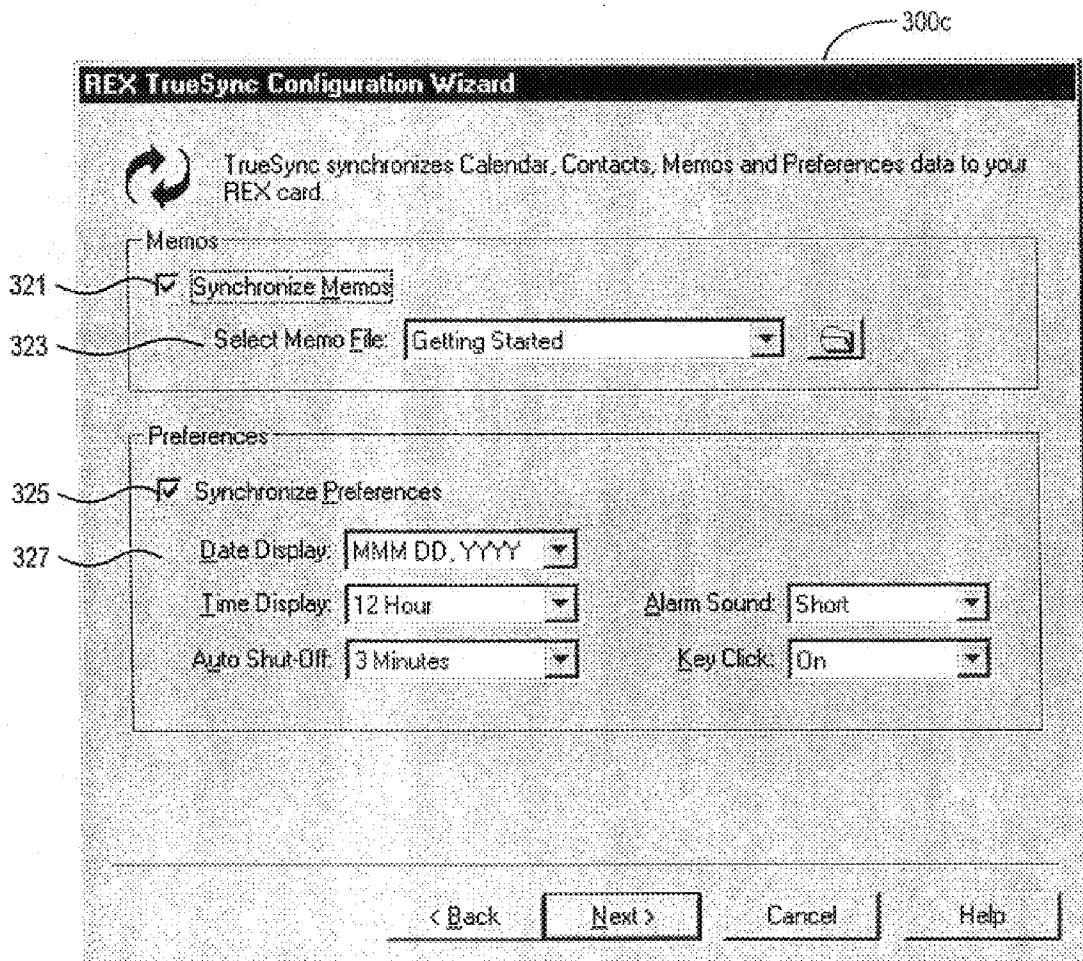 300c
REX TrueSync Configuration Wizard
TrueSync synchronizes Calendar, Contacts, Memos and Preferences data to your
REX card.
Memos
321
Synchronize Memos
323
Select Memo File: Getting Started
Preferences
325
Synchronize Preferences
327
Date Display: MMM DD, YYYY
Time Display: 12 Hour
Alarm Sound: Short
Auto Shut-Off: 3 Minutes
Key Click: On
< Back
Next >
Cancel
Help